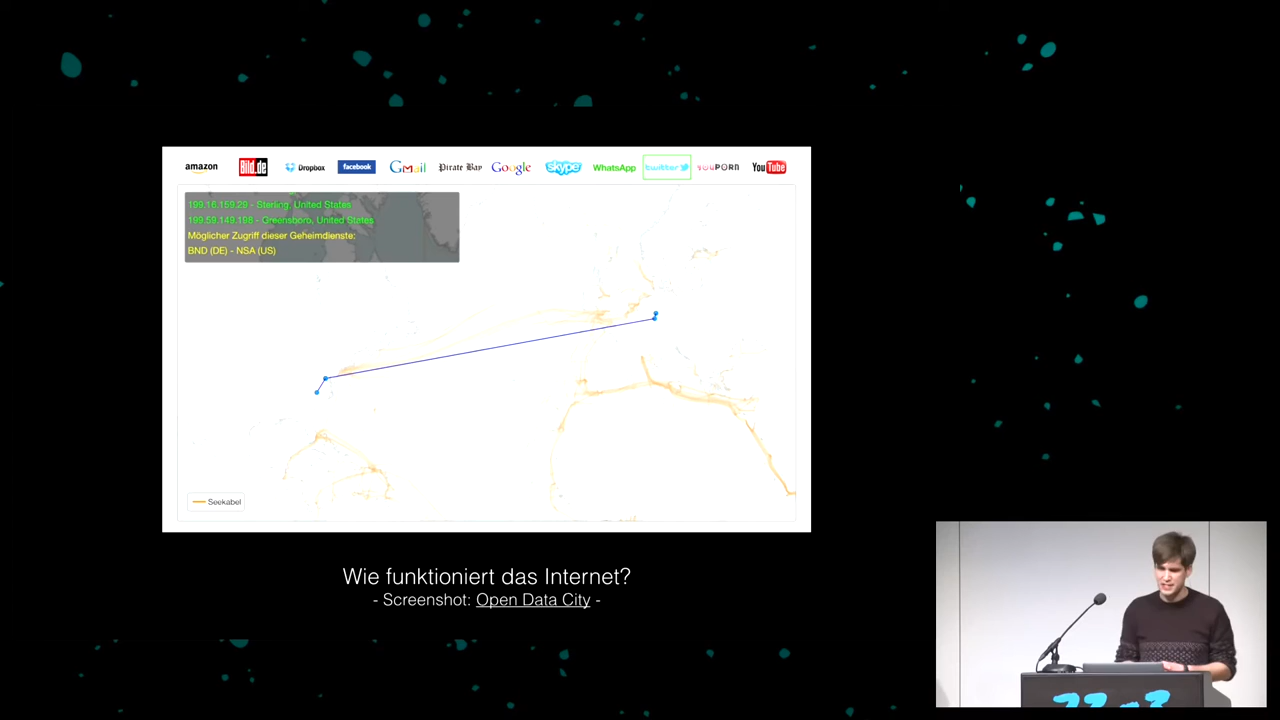 amazon
Bild.de
Dropbox
facebook
Gmail
Pirate Bay
Google
skype
WhatsApp
twitter
YOUPORN
YouTube
199.16.159.29 - Sterling, United States
199.59.149.198 - Greensboro, United States
Möglicher Zugriff dieser Geheimdienste:
BND (DE) - NSA (US)
Seekabel
Wie funktioniert das Internet?
- Screenshot: Open Data City -